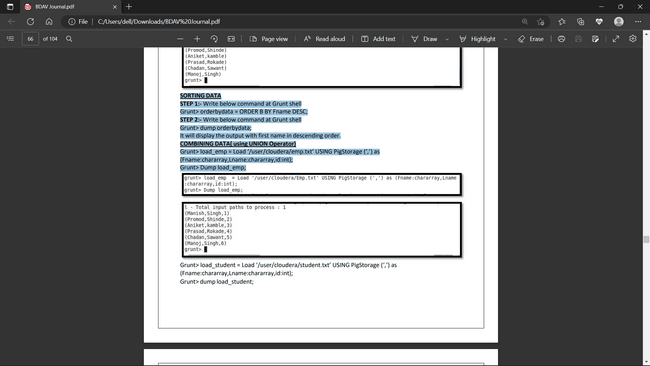 BDAV Journal.pdf
File
C:/Users/dell/Downloads/BDAV%20Journal.pdf
66 of 104
Page view
Read aloud
Add text
Draw
Highlight
Erase
(Promod,Shinde)
(Aniket,kamble)
(Prasad,Rokade)
(Chadan,Sawant)
(Manoj,Singh)
grunt>
SORTING DATA
STEP 1:- Write below command at Grunt shell
Grunt> orderbydata = ORDER B BY Fname DESC;
STEP 2:- Write below command at Grunt shell
Grunt> dump orderbydata;
It will display the output with first name in descending order.
COMBINING DATA( using UNION Operator)
Grunt> load_emp = Load '/user/cloudera/emp.txt' USING PigStorage (',') as
(Fname:chararray,Lname:chararray,id:int);
Grunt> Dump load_emp;
grunt> load_emp = Load '/user/cloudera/Emp.txt' USING PigStorage (',') as (Fname:chararray,Lname
:chararray,id:int);
grunt> Dump load_emp;
l - Total input paths to process : 1
(Manish,Singh,1)
(Promod,Shinde,2)
(Aniket,kamble,3)
(Prasad,Rokade,4)
(Chadan,Sawant,5)
(Manoj,Singh,6)
grunt>
Grunt> load_student = Load '/user/cloudera/student.txt' USING PigStorage (',') as
(Fname:chararray,Lname:chararray,id:int);
Grunt> dump load_student;